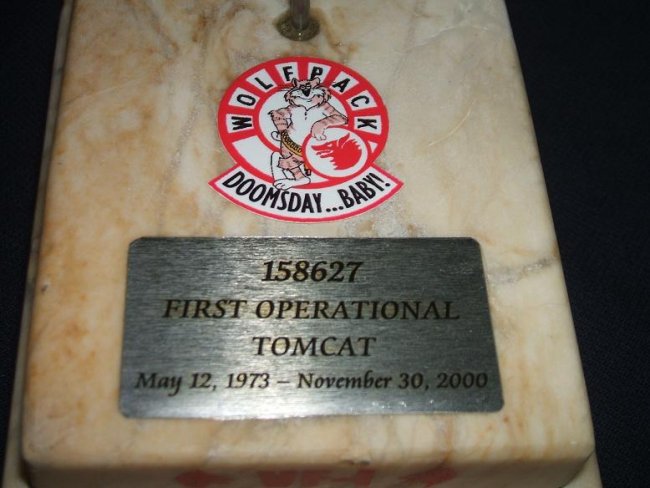 WOLFPACK
DOOMSDAY...BABY!
158627
FIRST OPERATIONAL
TOMCAT
May 12, 1973 – November 30, 2000